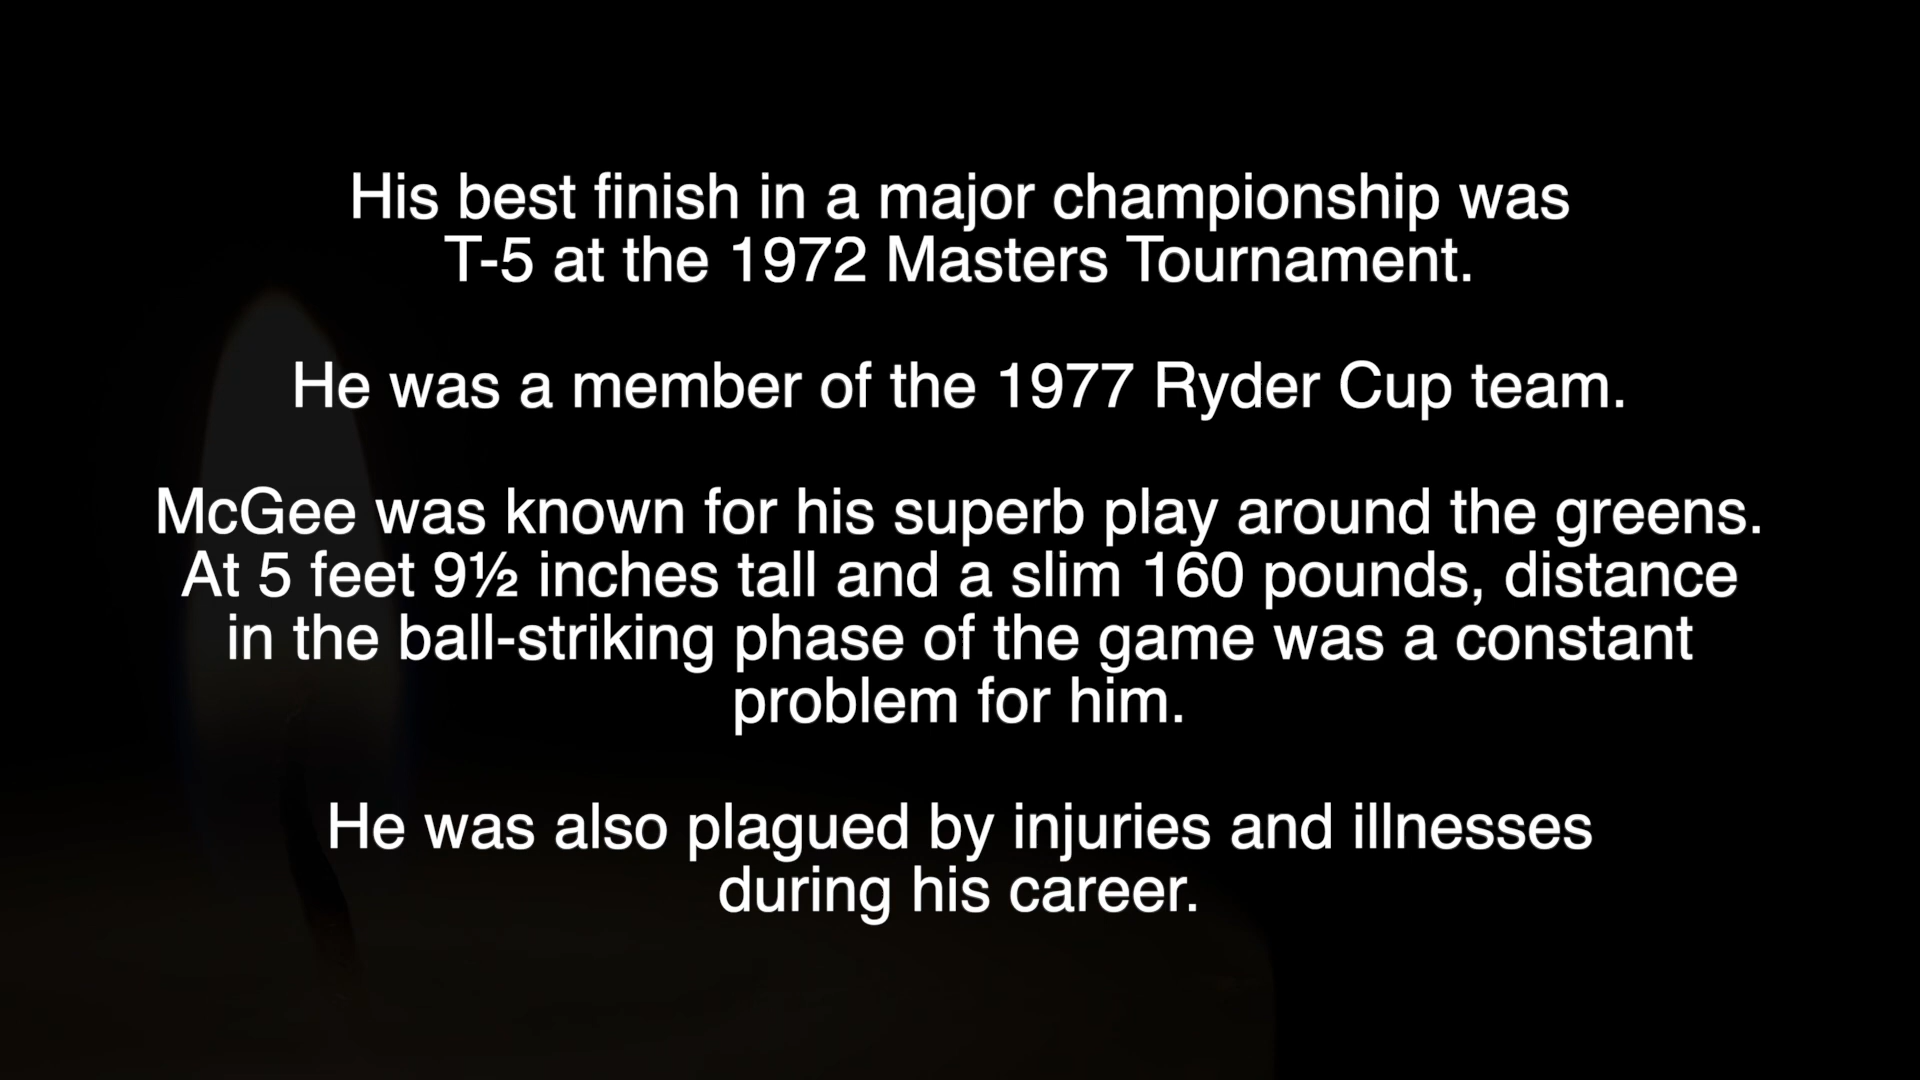 His best finish in a major championship was
T-5 at the 1972 Masters Tournament.
He was a member of the 1977 Ryder Cup team.
McGee was known for his superb play around the greens.
At 5 feet 9½ inches tall and a slim 160 pounds, distance
in the ball-striking phase of the game was a constant
problem for him.
He was also plagued by injuries and illnesses
during his career.